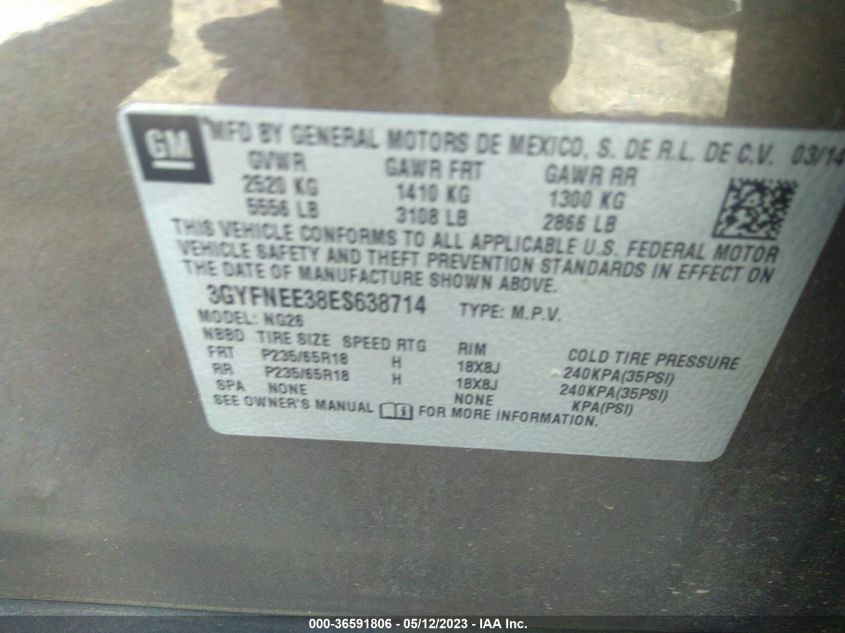 GM
MFD BY GENERAL MOTORS DE MEXICO, S. DE R.L. DE C.V. 03/14
GVWR GAWR FRT GAWR RR
2520 KG 1410 KG 1300 KG
5556 LB 3108 LB 2866 LB
THIS VEHICLE CONFORMS TO ALL APPLICABLE U.S. FEDERAL MOTOR
VEHICLE SAFETY AND THEFT PREVENTION STANDARDS IN EFFECT ON
THE DATE OF MANUFACTURE SHOWN ABOVE.
3GYFNEE38ES638714 TYPE: M.P.V.
MODEL: NG26
NBBD TIRE SIZE SPEED RTG RIM COLD TIRE PRESSURE
FRT P235/65R18 H 18X8J 240KPA(35PSI)
RR P235/65R18 H 18X8J 240KPA(35PSI)
SPA NONE NONE KPA(PSI)
SEE OWNER'S MANUAL FOR MORE INFORMATION.
000-36591806 - 05/12/2023 - IAA Inc.